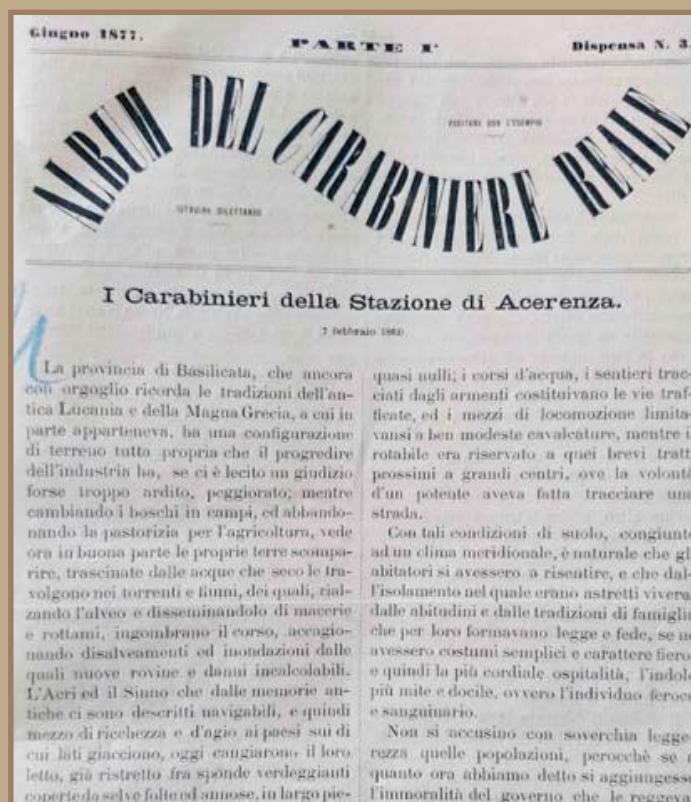 Giugno 1877.
PARTE I
Dispensa N. 3.
ALBUM DEL CARABINIERE REALE
ISTRUIRE DILETTANDO
CON L'ESEMPIO
I Carabinieri della Stazione di Acerenza.
7 febbraio
La provincia di Basilicata, che ancora
con orgoglio ricorda le tradizioni dell'an-
tica Lucania e della Magna Grecia, a cui in
parte apparteneva, ha una configurazione
di terreno tutta propria che il progredire
dell'industria ha, se ci è lecito un giudizio
forse troppo ardito, peggiorato; mentre
cambiando i boschi in campi, ed abbando-
nando la pastorizia per l'agricoltura, vede
ora in buona parte le proprie terre scompa-
rire, trascinate dalle acque che seco le tra-
volgono nei torrenti e fiumi, dei quali, rial-
zando l'alveo e disseminandolo di macerie
e rottami, ingombrano il corso, accagio-
nando disalveamenti ed inondazioni dalle
quali nuove rovine e danni incalcolabili.
L'Acri ed il Sinno che dalle memorie an-
tiche ci sono descritti navigabili, e quindi
mezzo di ricchezza e d'agio ai paesi sui di
cui lati giacciono, oggi cangiarono il loro
letto, già ristretto fra sponde verdeggianti
coperte da selve folte ed annose, in largo pie-
quasi nulli; i corsi d'acqua, i sentieri trac-
ciati dagli armenti costituivano le vie traf-
ficate, ed i mezzi di locomozione limita-
vansi a ben modeste cavalcature, mentre i
rotabile era riservato a quei brevi tratt
prossimi a grandi centri, ove la volontà
d'un potente aveva fatta tracciare una
strada.
Con tali condizioni di suolo, congiunte
ad un clima meridionale, è naturale che gl
abitatori si avessero a risentire, e che dal-
l'isolamento nel quale erano astretti vivere
dalle abitudini e dalle tradizioni di famiglia
che per loro formavano legge e fede, se ne
avessero costumi semplici e carattere fiero
e quindi la più cordiale ospitalità, l'indole
più mite e docile, ovvero l'individuo feroce
e sanguinario.
Non si accusino con soverchia legge-
rezza quelle popolazioni, perocchè se a
quanto ora abbiamo detto si aggiungesse
l'immoralità del governo che le reggeva